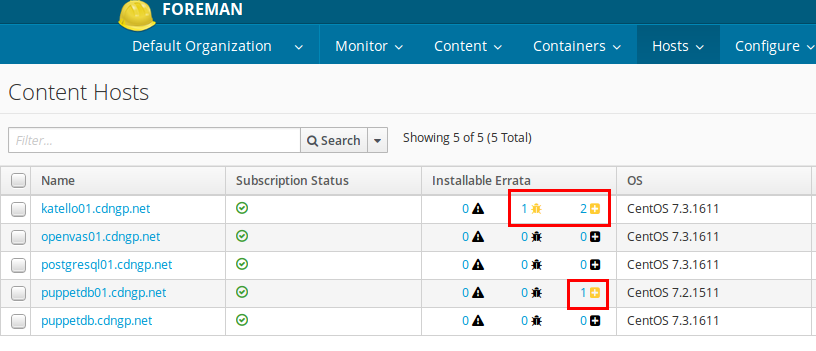 FOREMAN
Default Organization Monitor Content Containers Hosts Configure
Content Hosts
Filter... Search Showing 5 of 5 (5 Total)
Name Subscription Status Installable Errata OS
katello01.cdngp.net 0 1 2 CentOS 7.3.1611
openvas01.cdngp.net 0 0 0 CentOS 7.3.1611
postgresql01.cdngp.net 0 0 0 CentOS 7.3.1611
puppetdb01.cdngp.net 0 0 1 CentOS 7.2.1511
puppetdb.cdngp.net 0 0 0 CentOS 7.3.1611